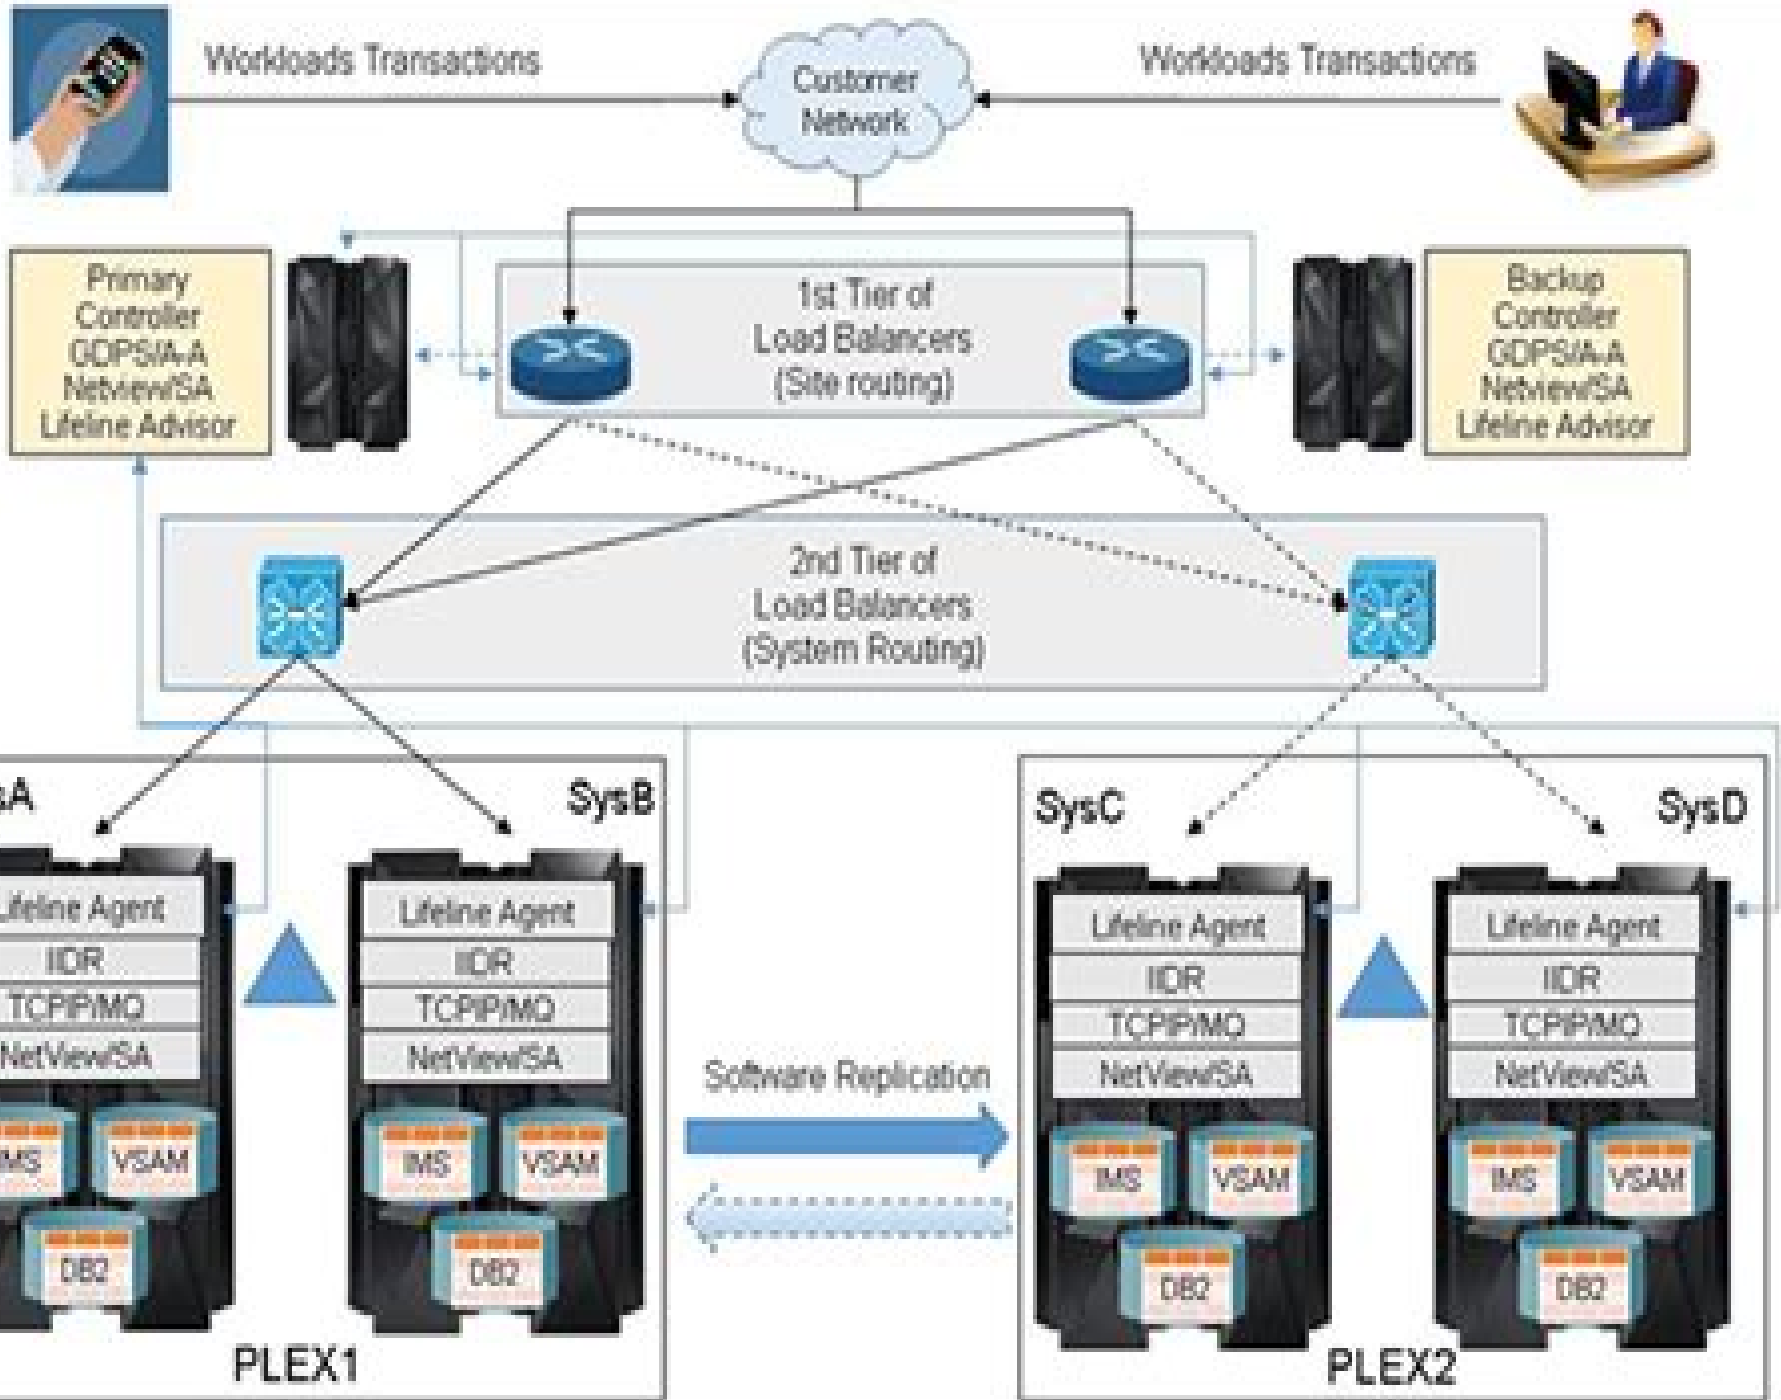 Workloads Transactions
Customer
Network
Workloads Transactions
Primary
Controller
GDPS/A-A
Netview/SA
Lifeline Advisor
1st Tier of
Load Balancers
(Site routing)
Backup
Controller
GDPS/A-A
Netview/SA
Lifeline Advisor
2nd Tier of
Load Balancers
(System Routing)
sA
SysB
Lifeline Agent
IIDR
TCPIP/MQ
NetView/SA
IMS
VSAM
DB2
Lifeline Agent
IIDR
TCPIP/MQ
NetView/SA
IMS
VSAM
DB2
PLEX1
Software Replication
SysC
SysD
Lifeline Agent
IIDR
TCPIP/MQ
NetView/SA
IMS
VSAM
DB2
Lifeline Agent
IIDR
TCPIP/MQ
NetView/SA
IMS
VSAM
DB2
PLEX2